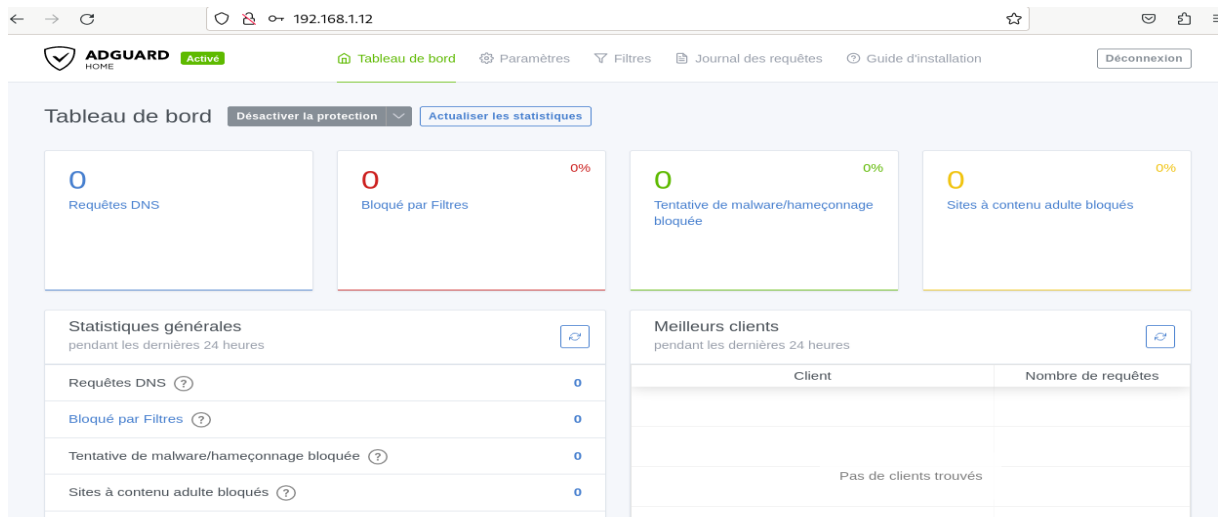 192.168.1.12
ADGUARD
HOME
Activé
Tableau de bord
Paramètres
Filtres
Journal des requêtes
Guide d'installation
Déconnexion
Tableau de bord
Désactiver la protection
Actualiser les statistiques
0
Requêtes DNS
0
0%
Bloqué par Filtres
0
0%
Tentative de malware/hameçonnage
bloquée
0
0%
Sites à contenu adulte bloqués
Statistiques générales
pendant les dernières 24 heures
Requêtes DNS ? 0
Bloqué par Filtres ? 0
Tentative de malware/hameçonnage bloquée ? 0
Sites à contenu adulte bloqués ? 0
Meilleurs clients
pendant les dernières 24 heures
Client Nombre de requêtes
Pas de clients trouvés